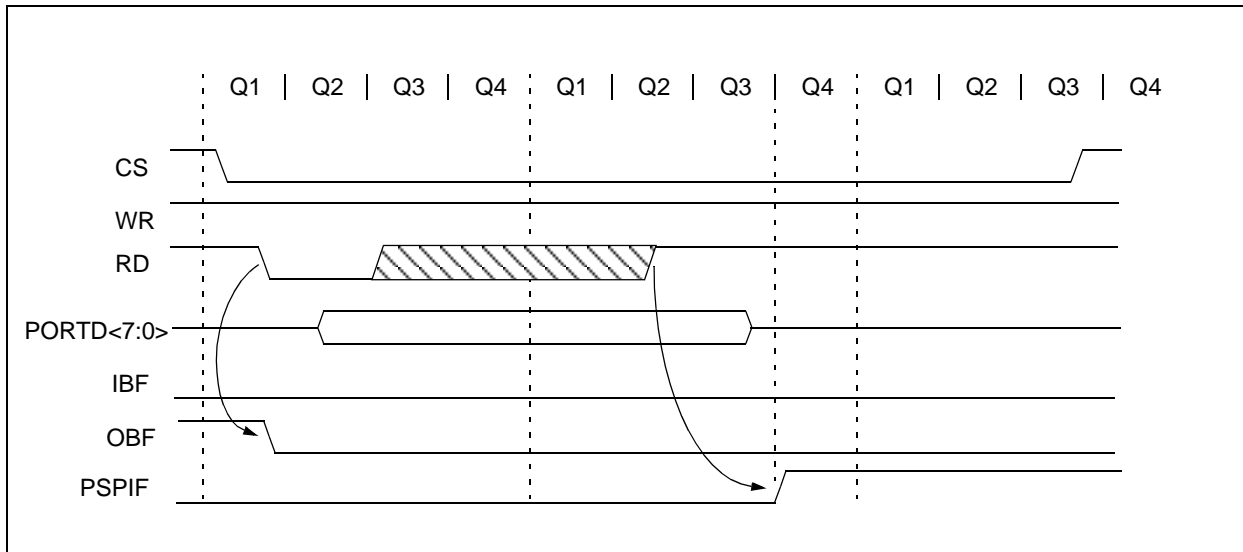 Q1 | Q2 | Q3 | Q4 Q1 | Q2 | Q3 Q4 Q1 | Q2 | Q3 | Q4
CS
WR
RD
PORTD<7:0>
IBF
OBF
PSPIF